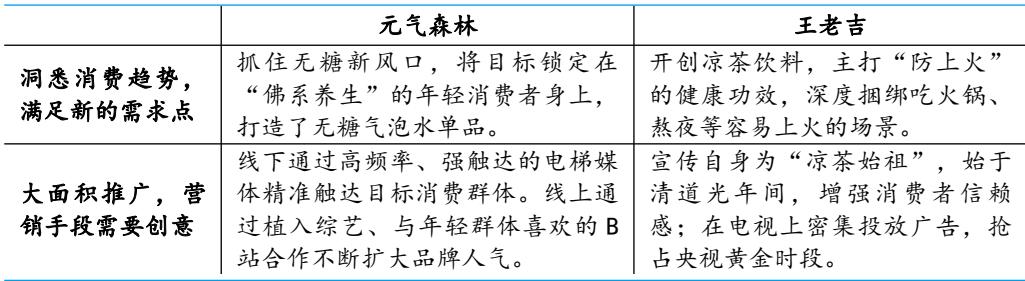 元气森林 王老吉
洞悉消费趋势，
满足新的需求点
抓住无糖新风口，将目标锁定在
“佛系养生”的年轻消费者身上，
打造了无糖气泡水单品。
开创凉茶饮料，主打“防上火”
的健康功效，深度捆绑吃火锅、
熬夜等容易上火的场景。
大面积推广，营
销手段需要创意
线下通过高频率、强触达的电梯媒
体精准触达目标消费群体。线上通
过植入综艺、与年轻群体喜欢的 B
站合作不断扩大品牌人气。
宣传自身为“凉茶始祖”，始于
清道光年间，增强消费者信赖
感；在电视上密集投放广告，抢
占央视黄金时段。